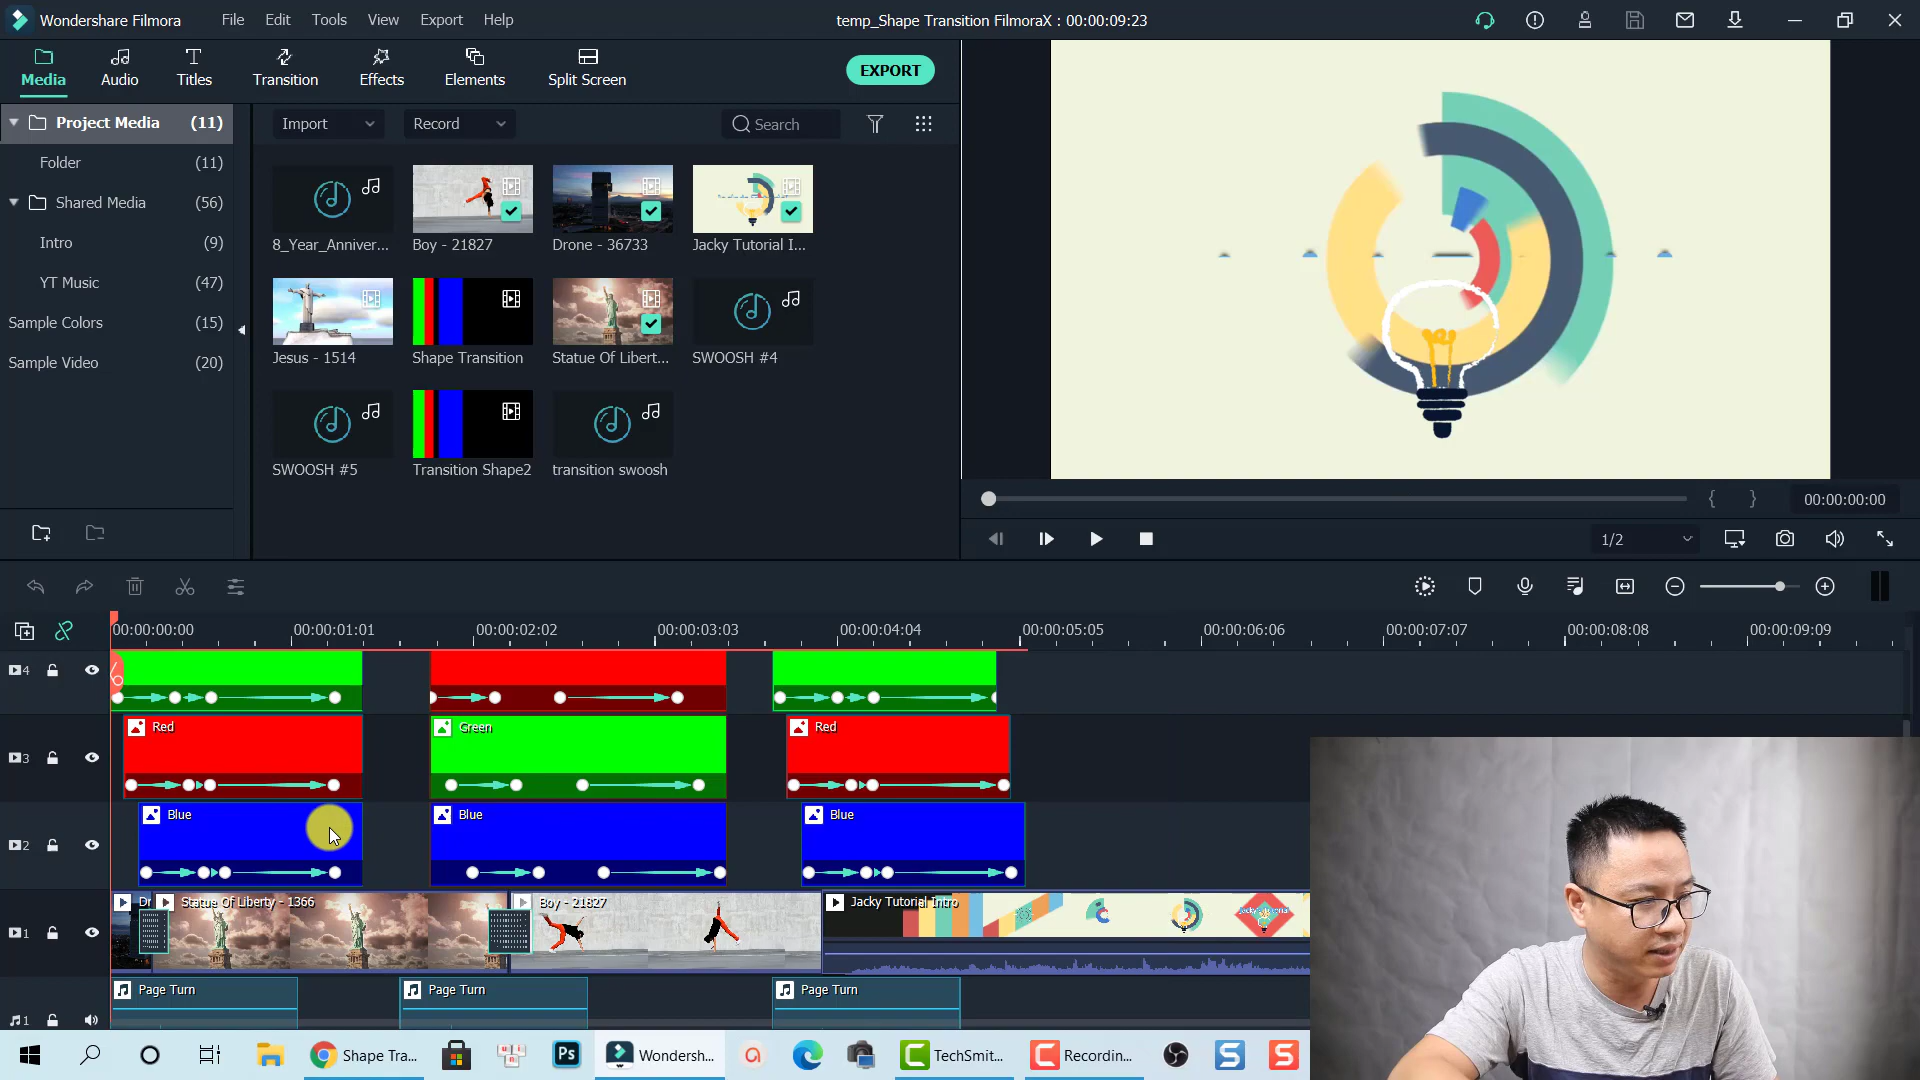 Wondershare Filmora
File
Edit
Tools
View
Export
Help
temp_Shape Transition FilmoraX : 00:00:09:23
Media
Audio
Titles
Transition
Effects
Elements
Split Screen
EXPORT
Project Media (11)
Folder (11)
Shared Media (56)
Intro (9)
YT Music (47)
Sample Colors (15)
Sample Video (20)
Import
Record
Search
8_Year_Anniver...
Boy - 21827
Drone - 36733
Jacky Tutorial I...
Jesus - 1514
Shape Transition
Statue Of Libert...
SWOOSH #4
SWOOSH #5
Transition Shape2
transition swoosh
00:00:00:00
1/2
00:00:00:00
00:00:01:01
00:00:02:02
00:00:03:03
00:00:04:04
00:00:05:05
00:00:06:06
00:00:07:07
00:00:08:08
00:00:09:09
4
3
Red
Green
Red
2
Blue
Blue
Blue
1
Dr
Statue Of Liberty - 1366
Boy - 21827
Jacky Tutorial Intro
1
Page Turn
Page Turn
Page Turn
Shape Tra...
Ps
Wondersh...
TechSmit...
Recordin...